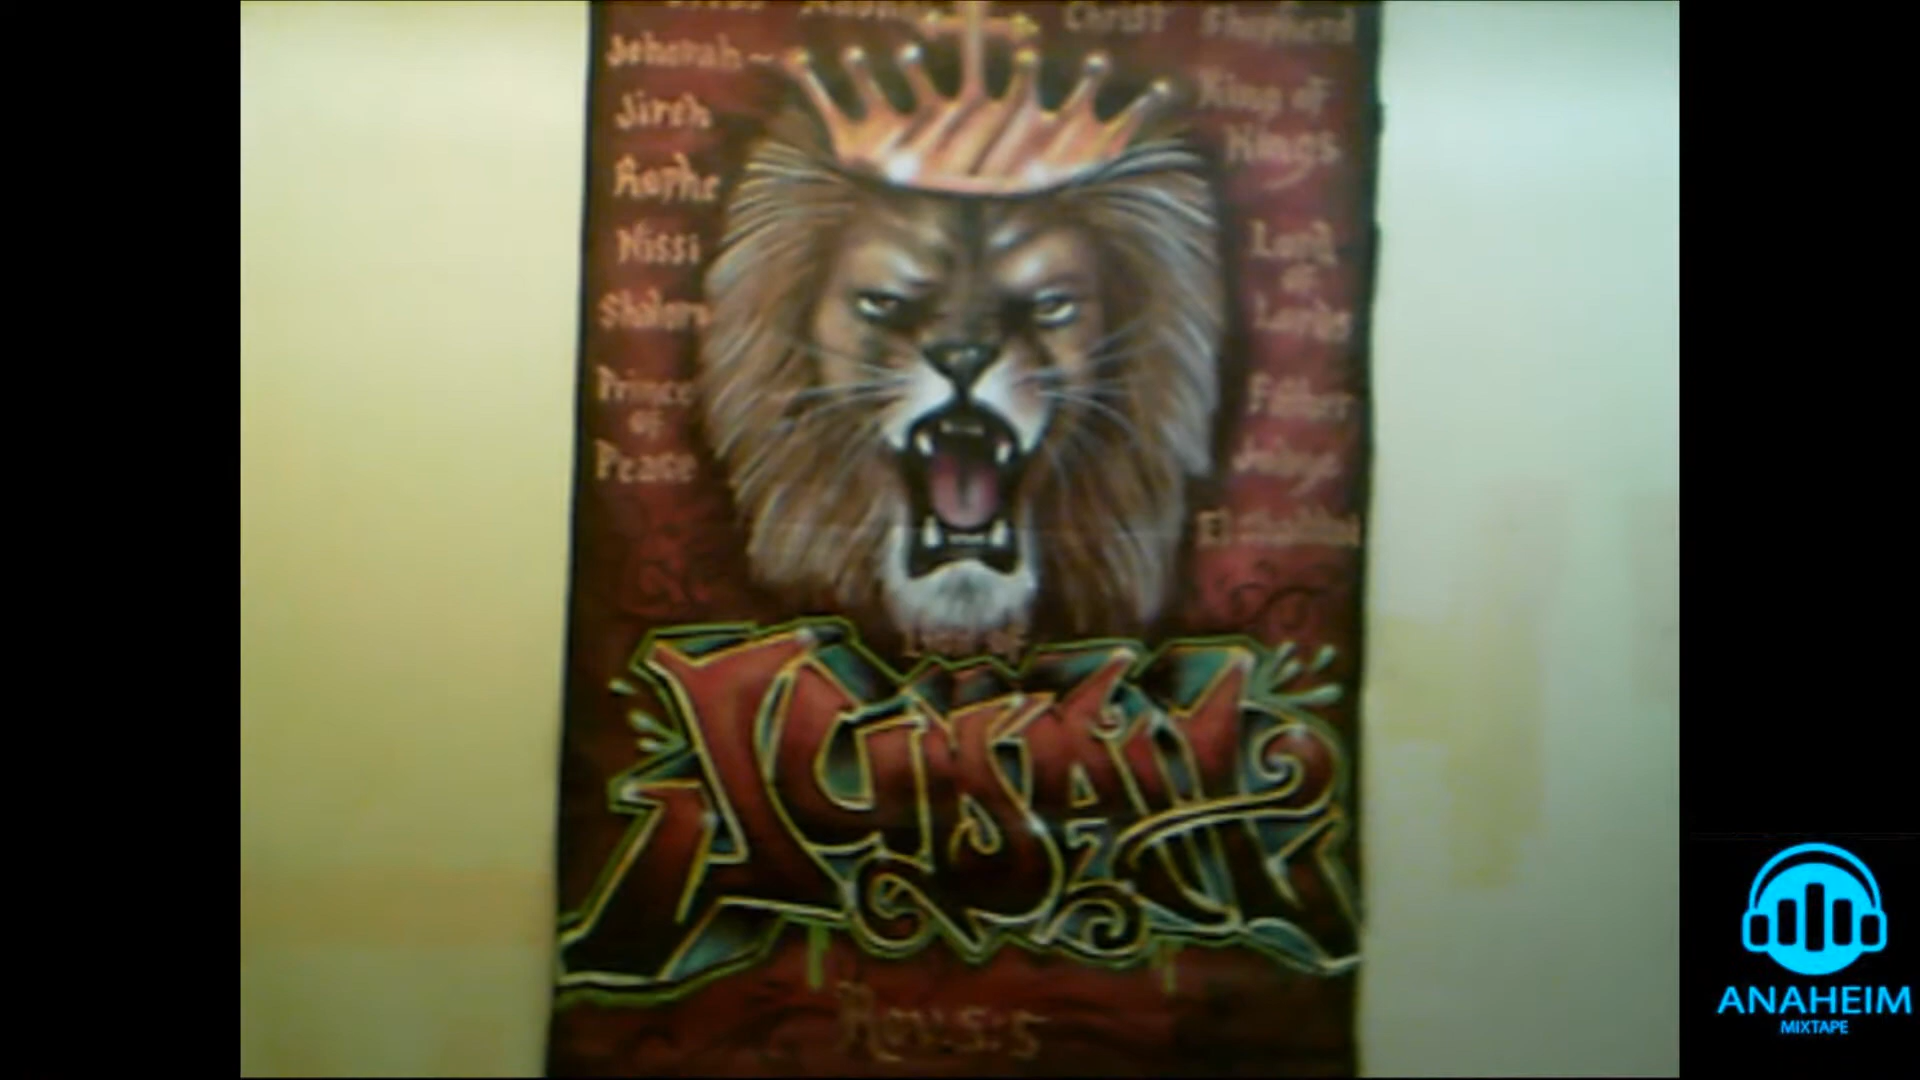 Christ Shepherd
Jehovah~
Jireh
Rophe
Nissi
Shalom
Prince
of
Peace
King of
Kings
Lord
of
Lords
Father
Judge
Lion of
JUDAH
Rev:5:5
ANAHEIM
MIXTAPE